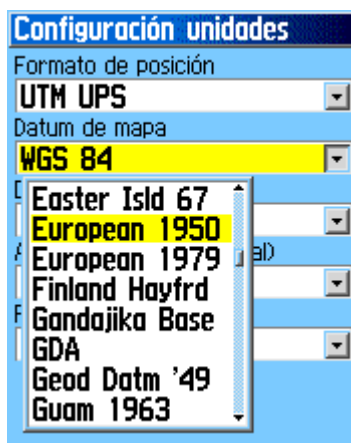 Configuración unidades
Formato de posición
UTM UPS
Datum de mapa
WGS 84
Easter Isld 67
European 1950
European 1979
Finland Hayfrd
Gandajika Base
GDA
Geod Datm '49
Guam 1963